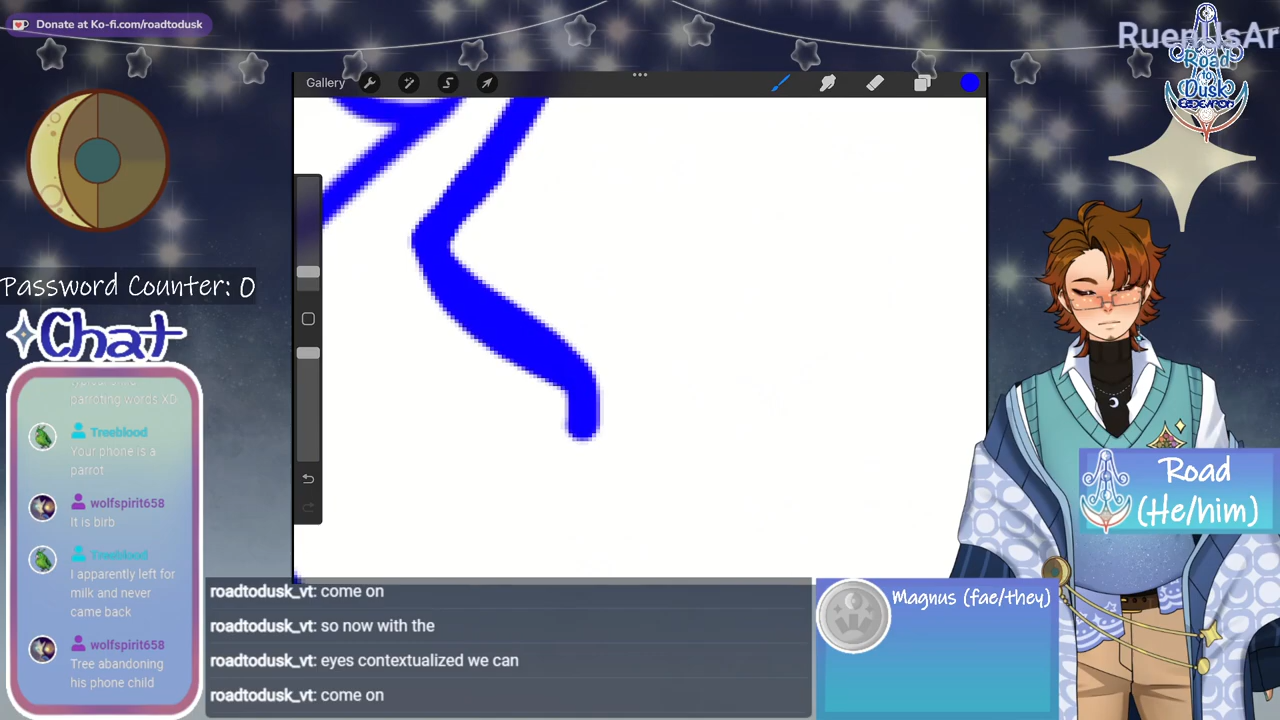 Donate at Ko-fi.com/roadtodusk
Road
to
Dusk
Gallery
Password Counter: 0
Chat
parroting words XD
Treeblood
Your phone is a
parrot
wolfspirit658
It is birb
Treeblood
I apparently left for
milk and never
came back
wolfspirit658
Tree abandoning
his phone child
roadtodusk_vt: come on
roadtodusk_vt: so now with the
roadtodusk_vt: eyes contextualized we can
roadtodusk_vt: come on
Magnus (fae/they)
Road
(He/him)